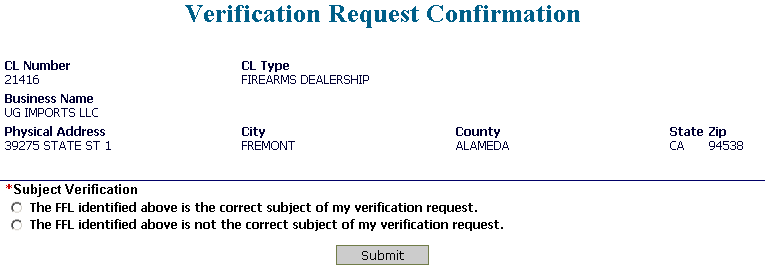 Verification Request Confirmation
CL Number CL Type
21416 FIREARMS DEALERSHIP
Business Name
UG IMPORTS LLC
Physical Address City County State Zip
39275 STATE ST 1 FREMONT ALAMEDA CA 94538
*Subject Verification
The FFL identified above is the correct subject of my verification request.
The FFL identified above is not the correct subject of my verification request.
Submit